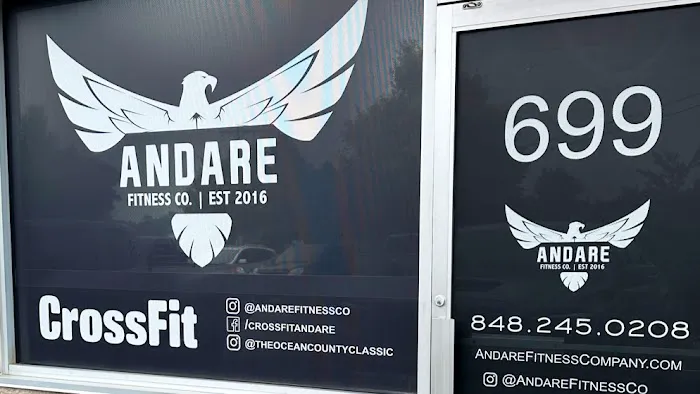 ANDARE
FITNESS CO. | EST 2016
CrossFit
@ANDAREFITNESSCO
/CROSSFITANDARE
@THEOCEANCOUNTYCLASSIC
699
ANDARE
FITNESS CO. | EST 2016
848.245.0208
ANDAREFITNESSCOMPANY.COM
@ANDAREFITNESSCO